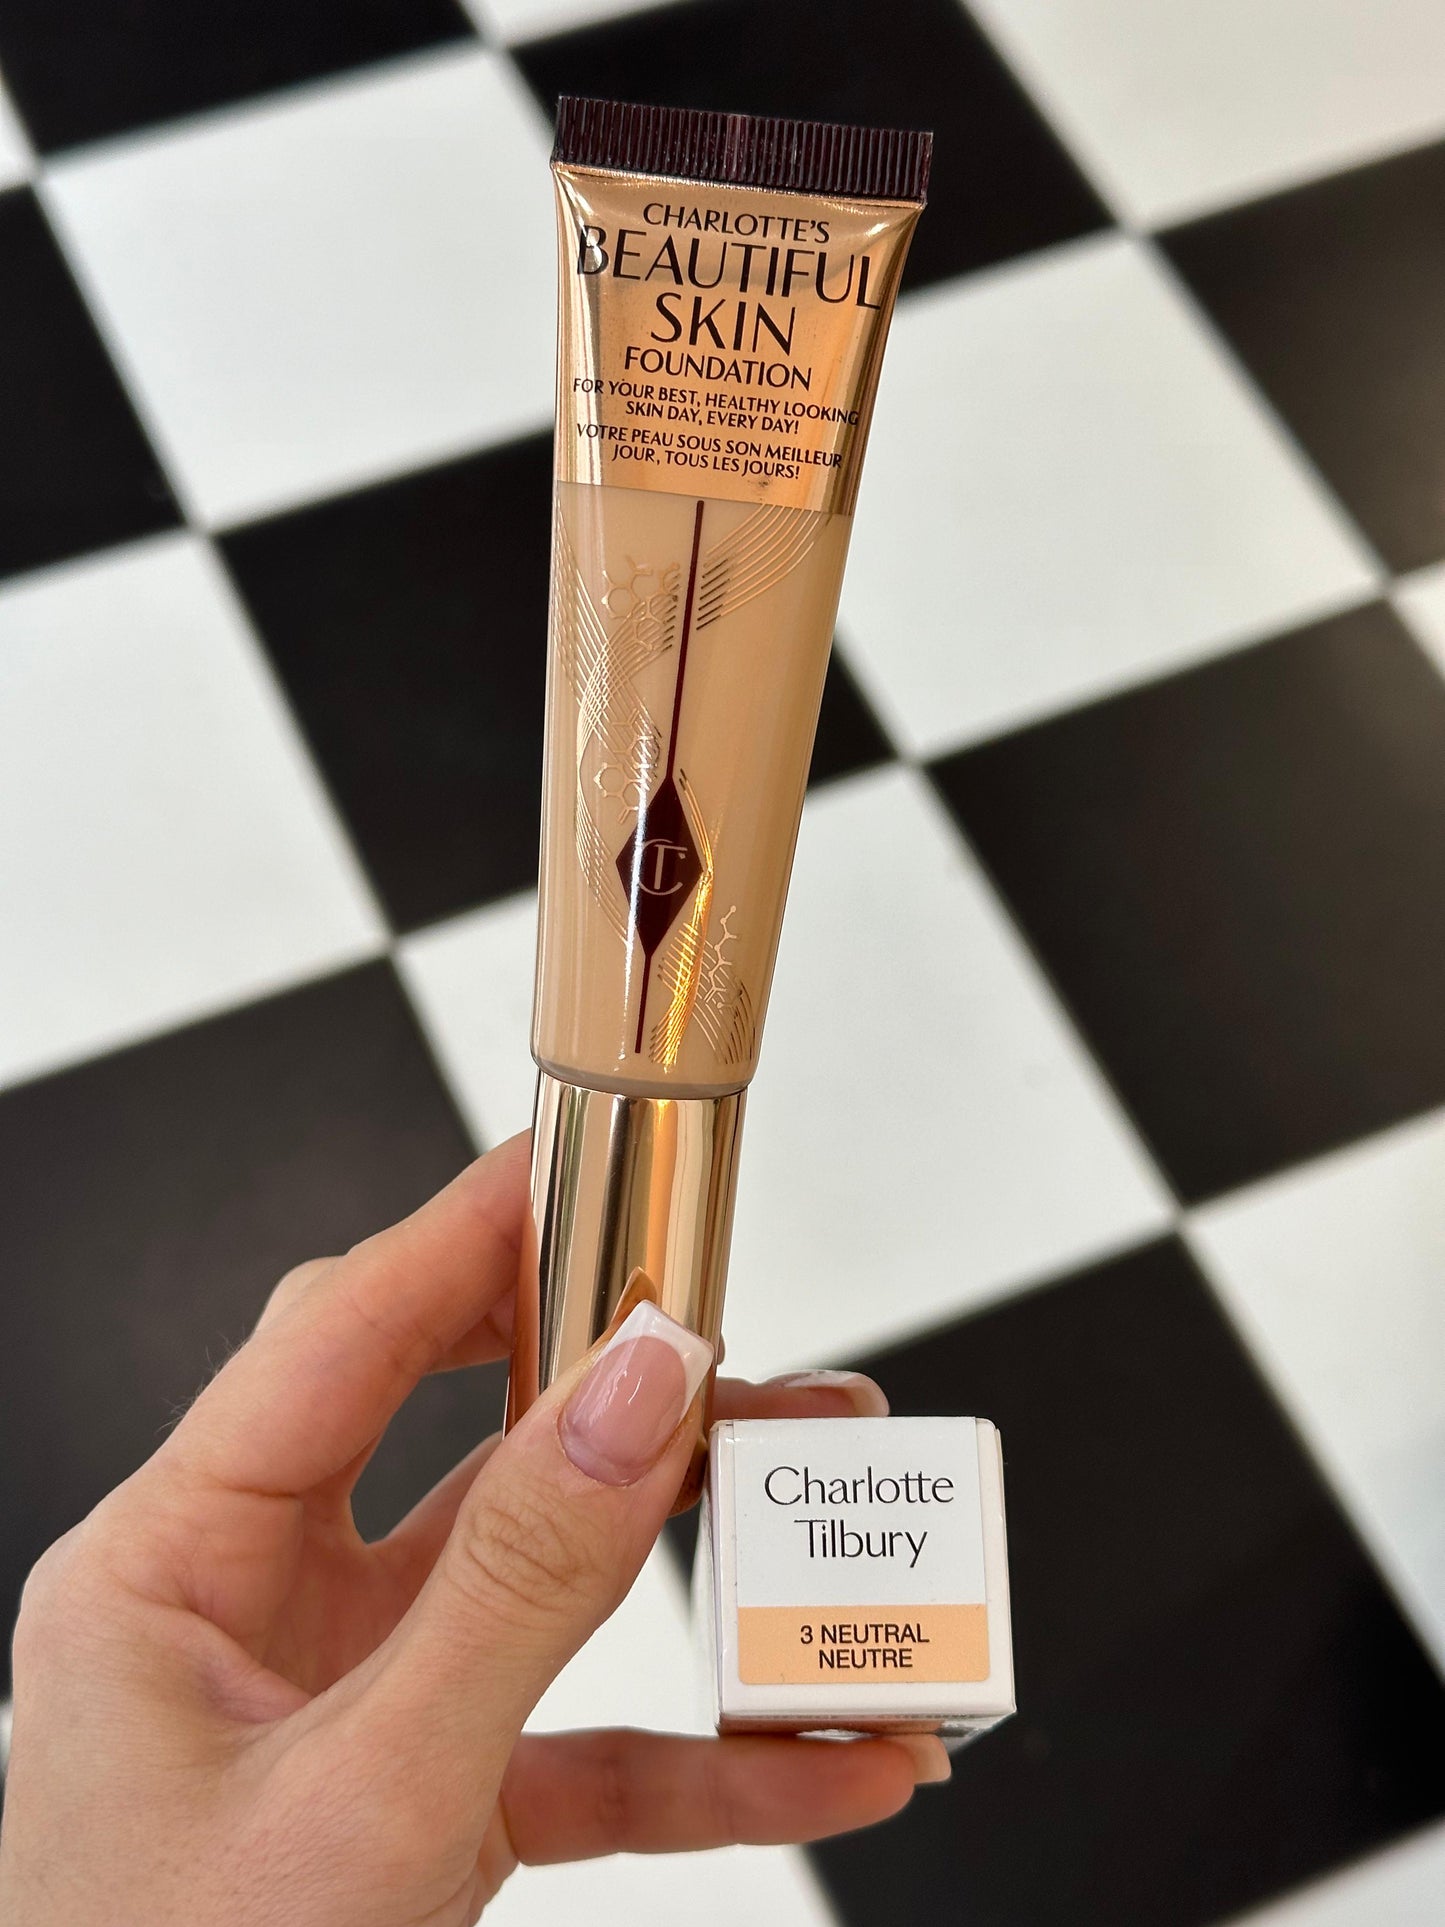 CHARLOTTE'S
BEAUTIFUL
SKIN
FOUNDATION
FOR YOUR BEST, HEALTHY LOOKING
SKIN DAY, EVERY DAY!
VOTRE PEAU SOUS SON MEILLEUR
JOUR, TOUS LES JOURS!
CT
Charlotte
Tilbury
3 NEUTRAL
NEUTRE